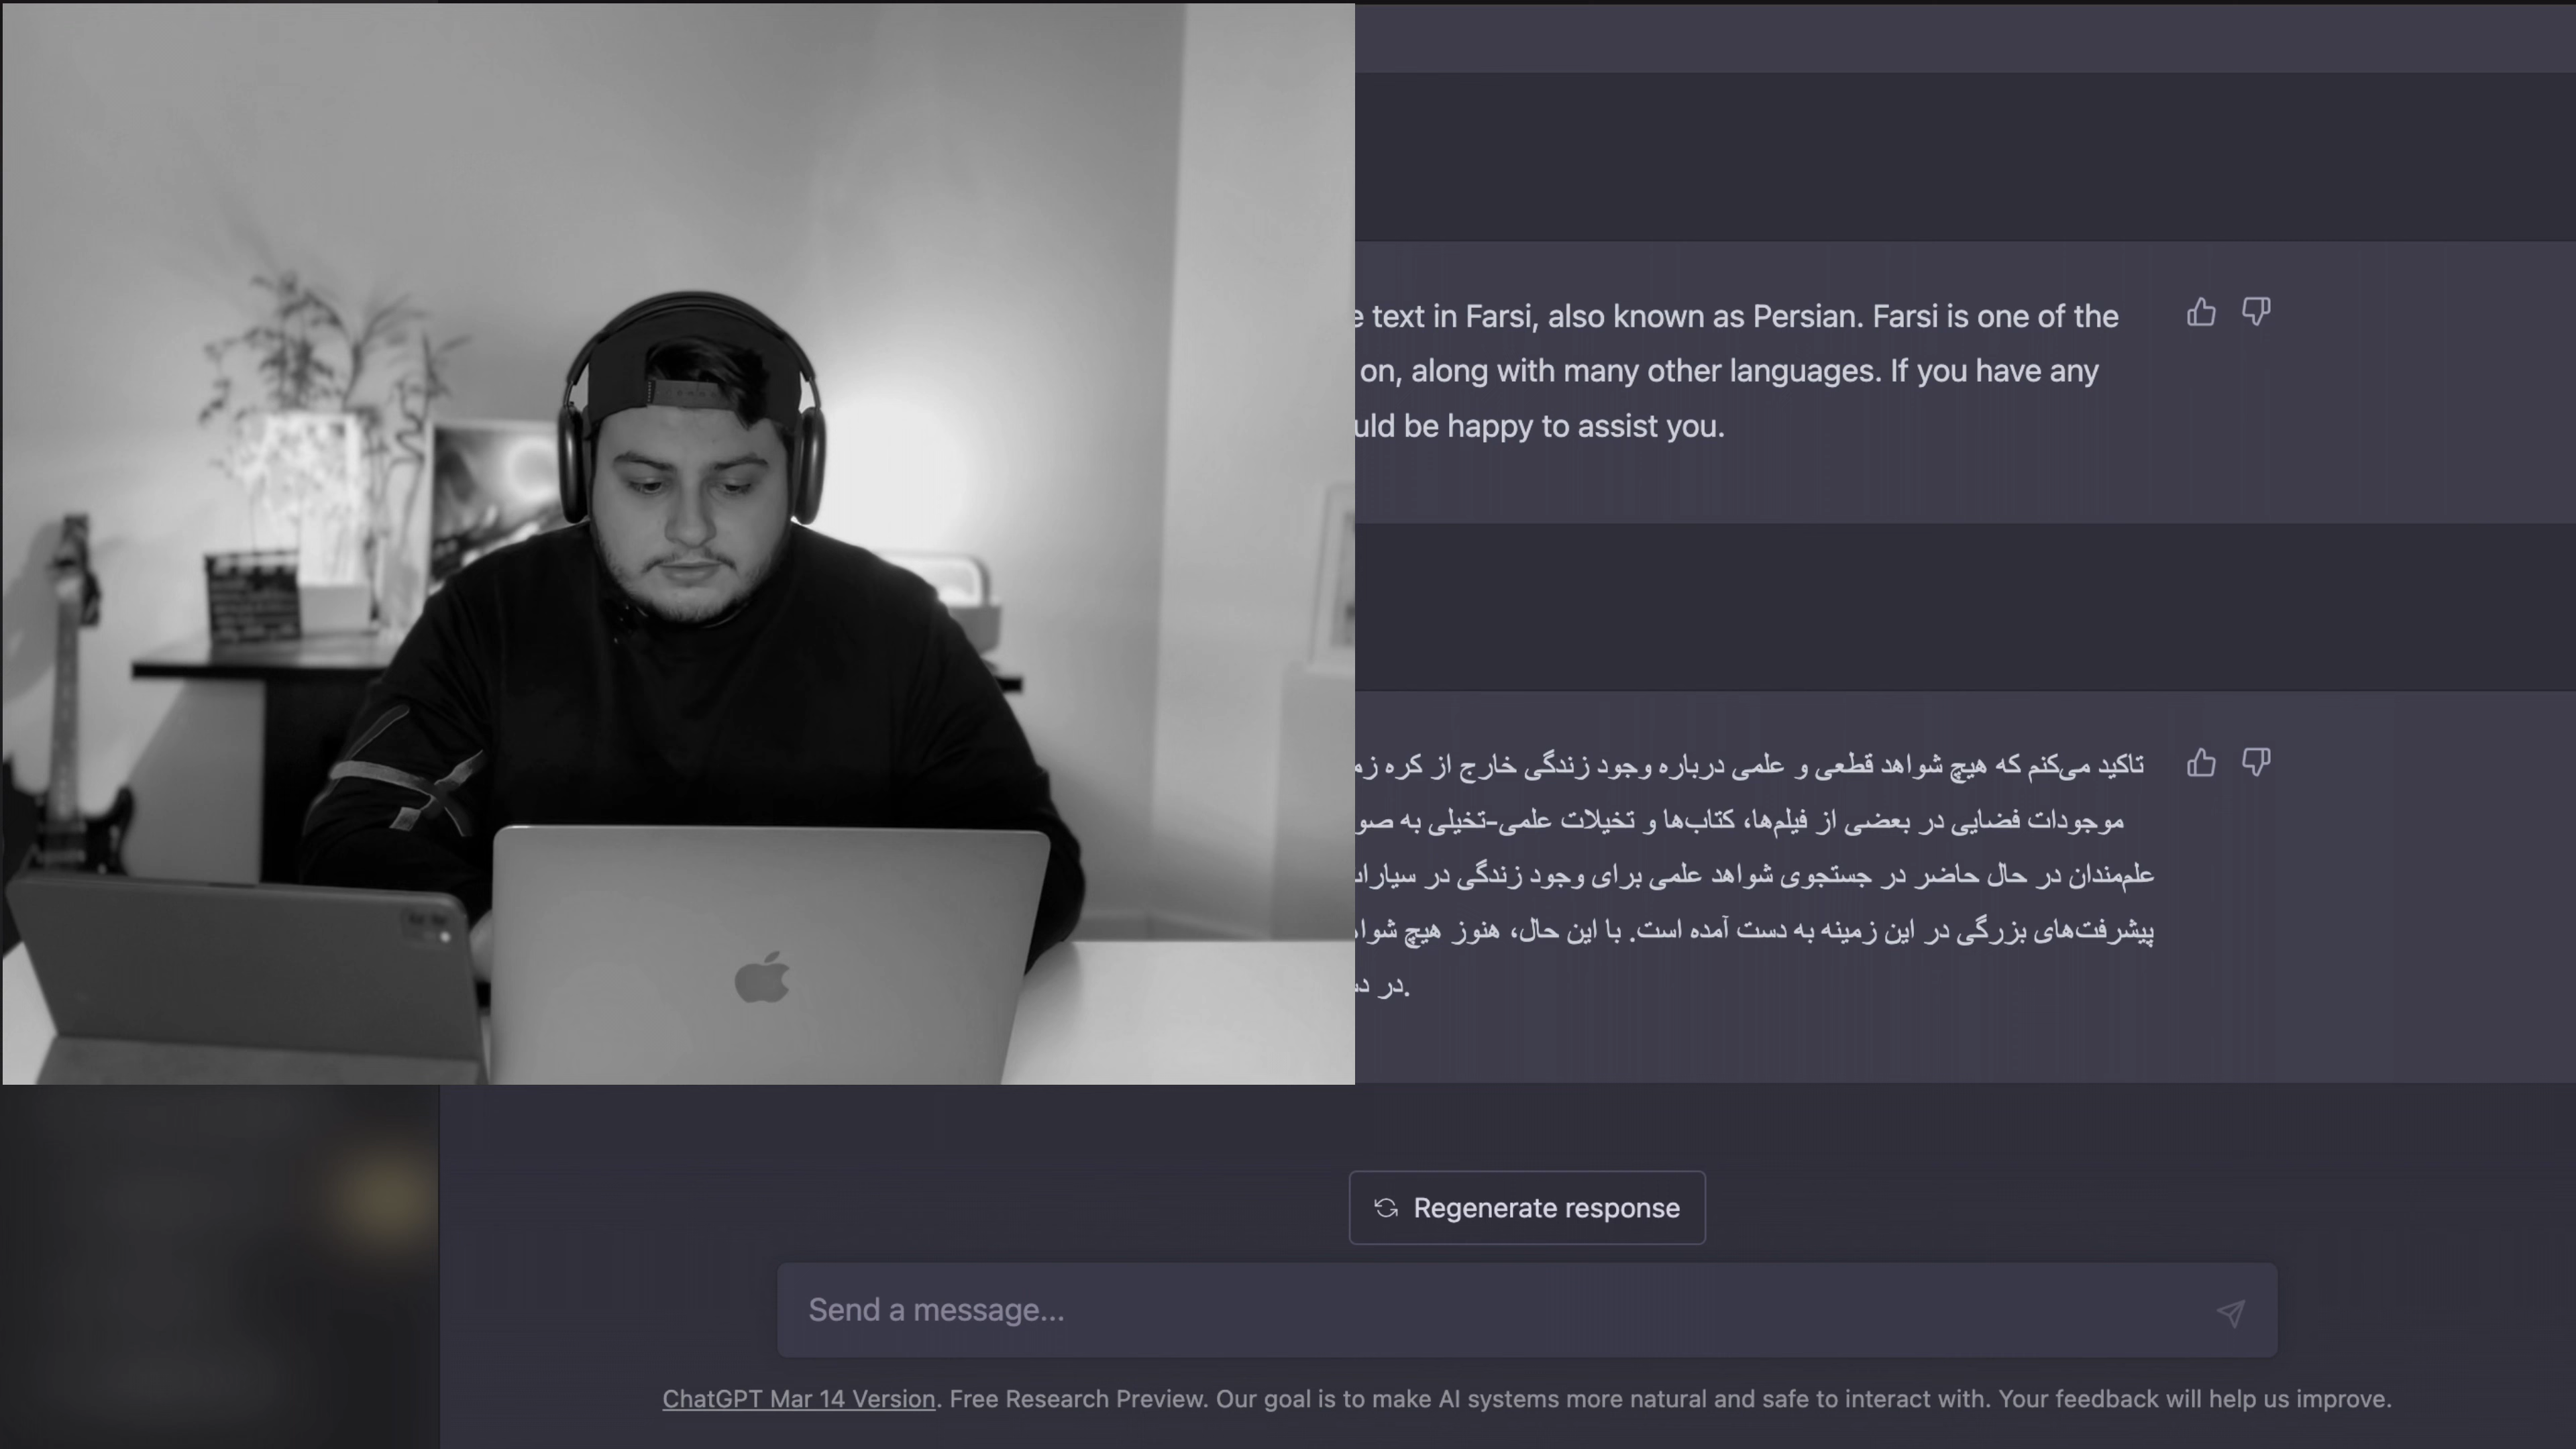 text in Farsi, also known as Persian. Farsi is one of the
on, along with many other languages. If you have any
be happy to assist you.
تاکید می‌کنم که هیچ شواهد قطعی و علمی درباره وجود زندگی خارج از کره
موجودات فضایی در بعضی از فیلم‌ها، کتاب‌ها و تخیلات علمی-تخیلی به
علم‌مندان در حال حاضر در جستجوی شواهد علمی برای وجود زندگی در
پیشرفت‌های بزرگی در این زمینه به دست آمده است. با این حال، هنوز هیچ
در
Regenerate response
Send a message...
ChatGPT Mar 14 Version. Free Research Preview. Our goal is to make AI systems more natural and safe to interact with. Your feedback will help us improve.